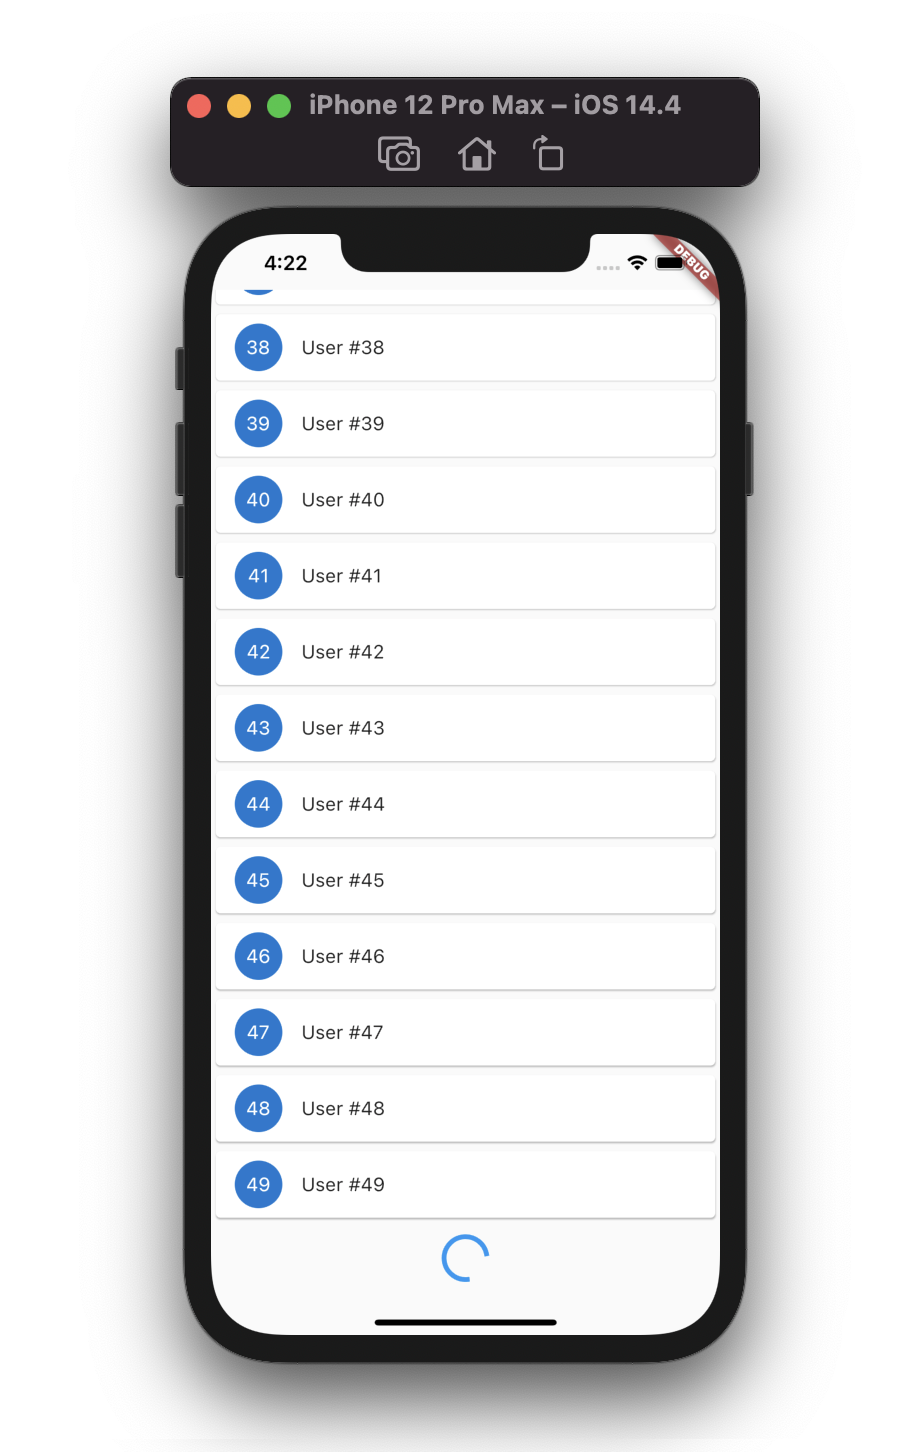 iPhone 12 Pro Max – iOS 14.4
4:22
DEBUG
38 User #38
39 User #39
40 User #40
41 User #41
42 User #42
43 User #43
44 User #44
45 User #45
46 User #46
47 User #47
48 User #48
49 User #49